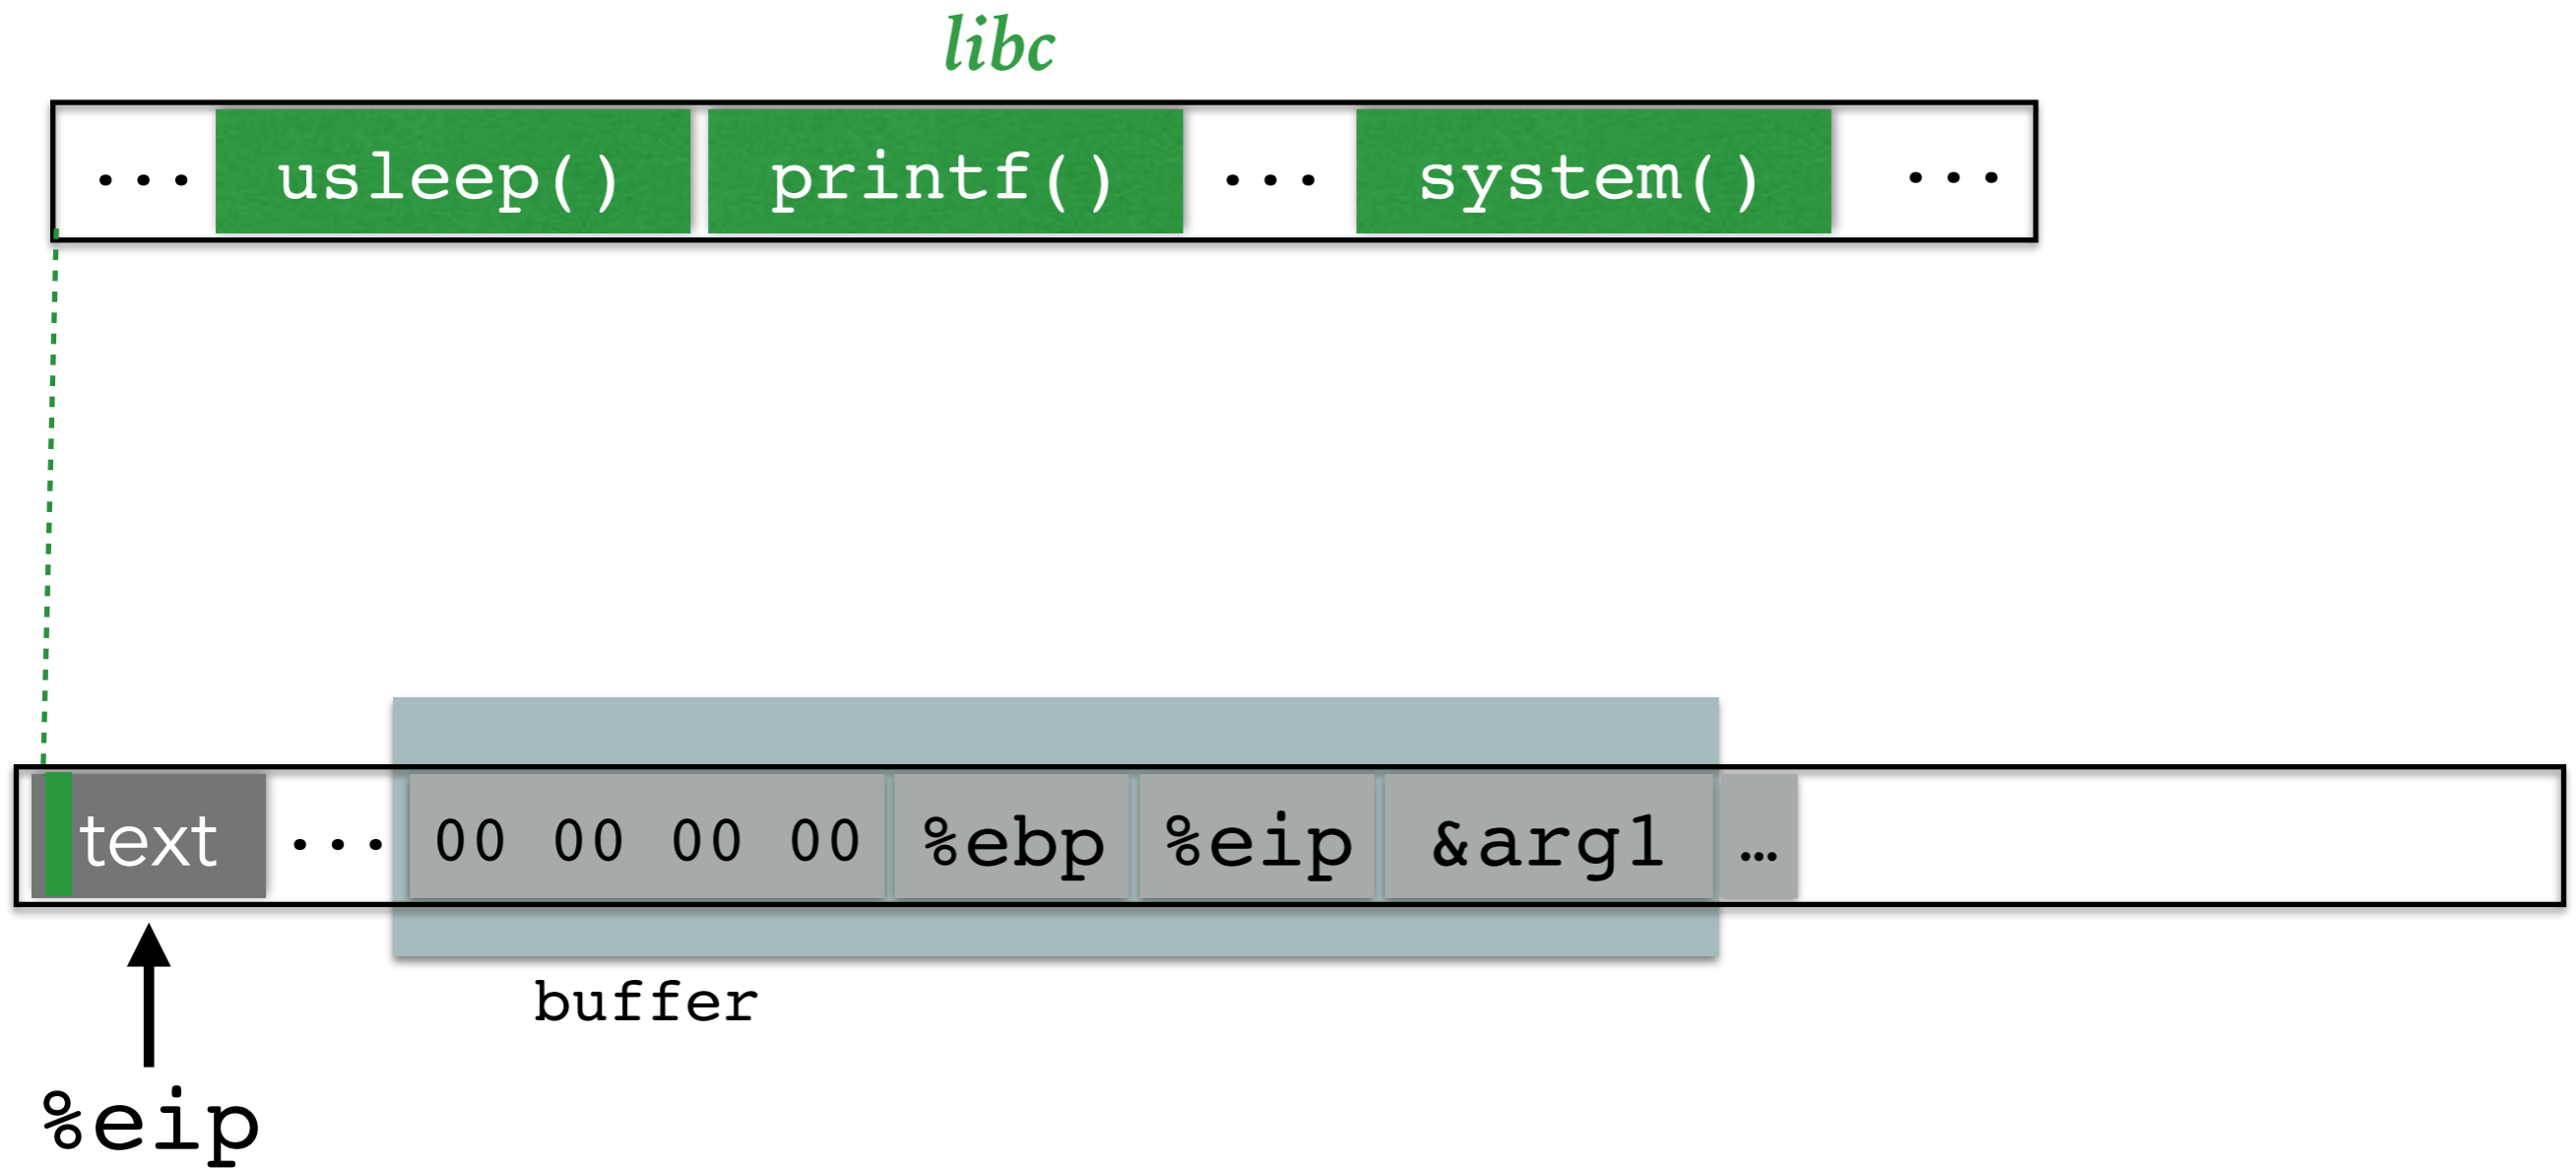 libc
... usleep() printf() ... system() ...
text ... 00 00 00 00 %ebp %eip &arg1 ...
buffer
%eip